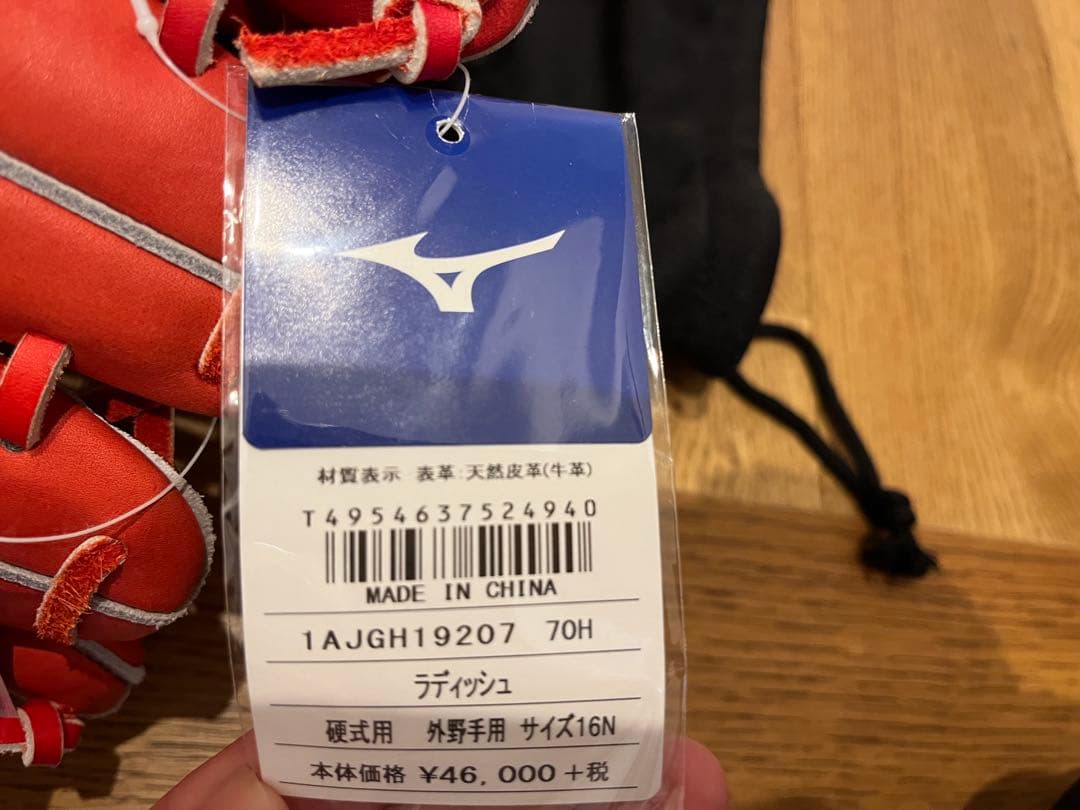 材質表示 表革:天然皮革(牛革)
T4954637524940
MADE IN CHINA
1AJGH19207 70H
ラディッシュ
硬式用 外野手用 サイズ16N
本体価格 ¥46,000+税